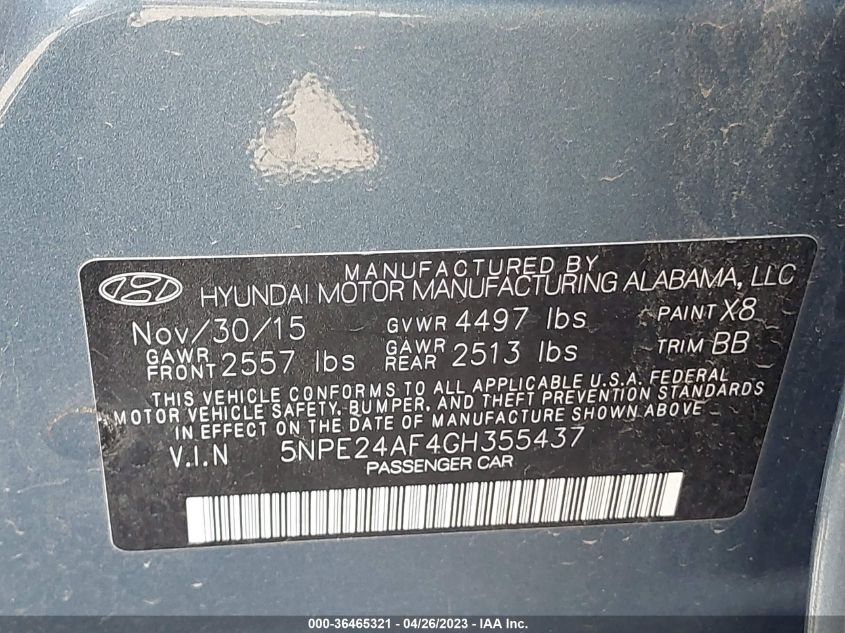 MANUFACTURED BY
HYUNDAI MOTOR MANUFACTURING ALABAMA, LLC
Nov/30/15 GVWR 4497 lbs PAINT X8
GAWR FRONT 2557 lbs GAWR REAR 2513 lbs TRIM BB
THIS VEHICLE CONFORMS TO ALL APPLICABLE U.S.A. FEDERAL
MOTOR VEHICLE SAFETY, BUMPER, AND THEFT PREVENTION STANDARDS
IN EFFECT ON THE DATE OF MANUFACTURE SHOWN ABOVE.
V.I.N 5NPE24AF4GH355437
PASSENGER CAR
000-36465321 - 04/26/2023 - IAA Inc.